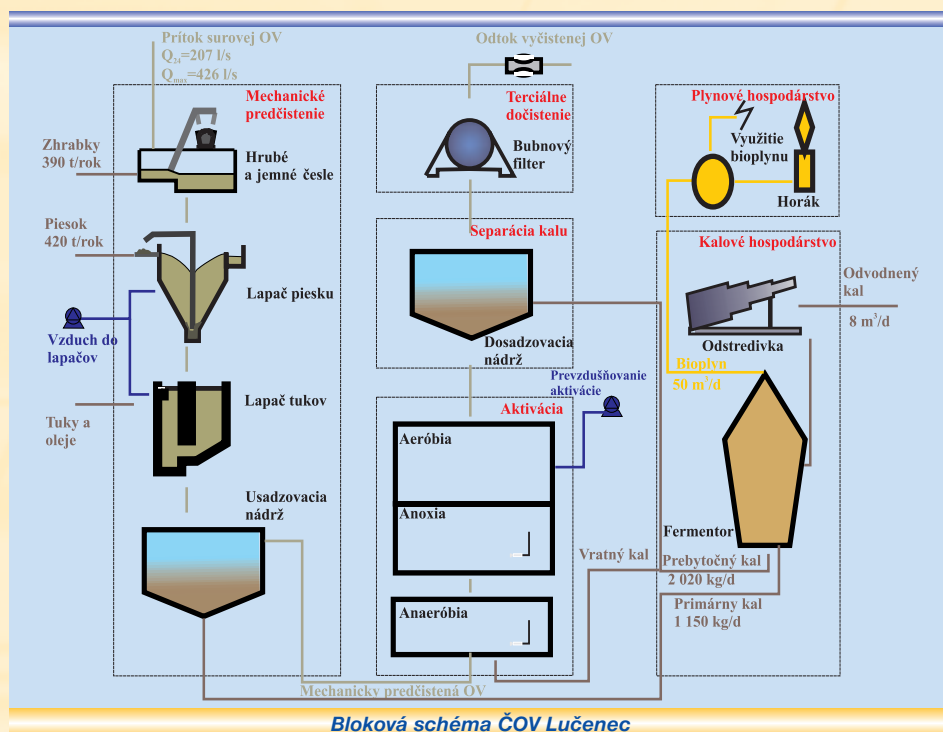 Prítok surovej OV
Q24=207 l/s
Qmax=426 l/s
Mechanické
predčistenie
Zhrabky
390 t/rok
Hrubé
a jemné česle
Piesok
420 t/rok
Lapač piesku
Vzduch do
lapačov
Lapač tukov
Tuky a
oleje
Usadzovacia
nádrž
Mechanicky predčistená OV
Odtok vyčistenej OV
Terciálne
dočistenie
Bubnový
filter
Separácia kalu
Dosadzovacia
nádrž
Prevzdušňovanie
aktivácie
Aktivácia
Aeróbia
Anoxia
Anaeróbia
Vratný kal
Plynové hospodárstvo
Využitie
bioplynu
Horák
Kalové hospodárstvo
Odvodnený
kal
8 m³/d
Odstredivka
Bioplyn
50 m³/d
Fermentor
Prebytočný kal
2 020 kg/d
Primárny kal
1 150 kg/d
Bloková schéma ČOV Lučenec